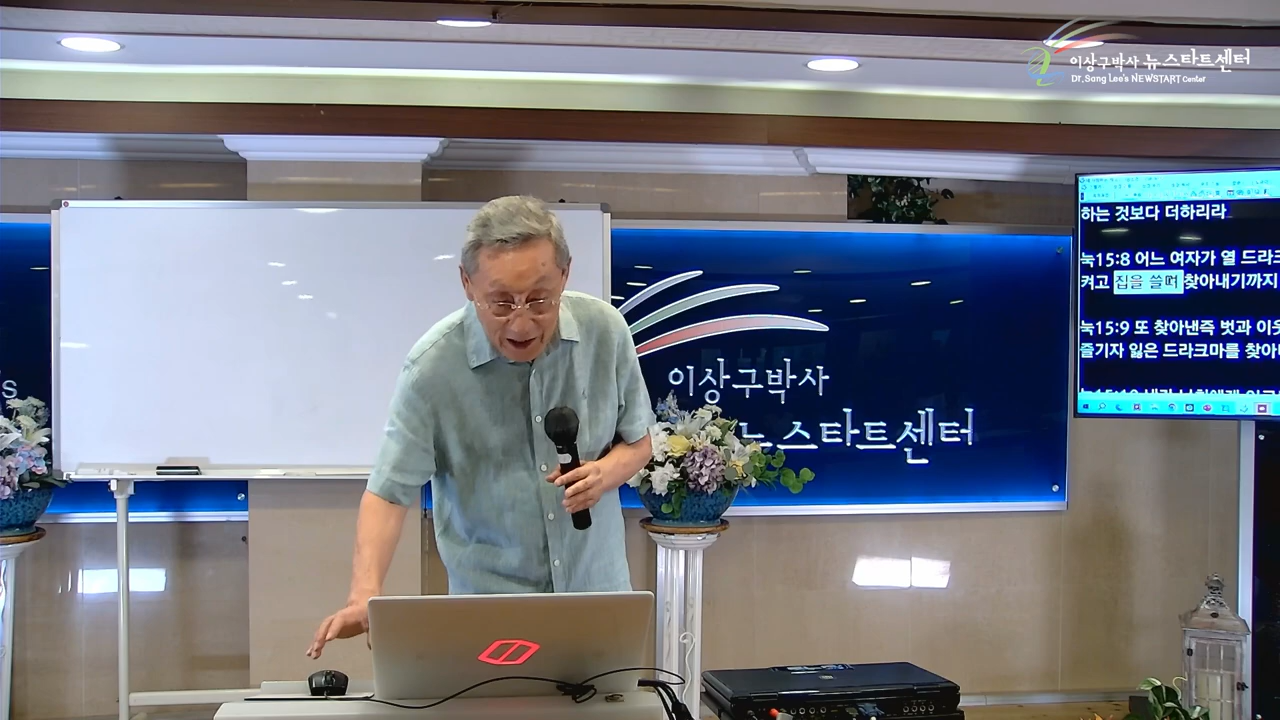 이상구박사 뉴스타트센터
Dr. Sang Lee's NEWSTART Center
하는 것보다 더하리라
눅15:8 어느 여자가 열 드라크
켜고 집을 쓸며 찾아내기까지
눅15:9 또 찾아낸즉 벗과 이웃
즐기자 잃은 드라크마를 찾아
이상구박사
뉴스타트센터
's